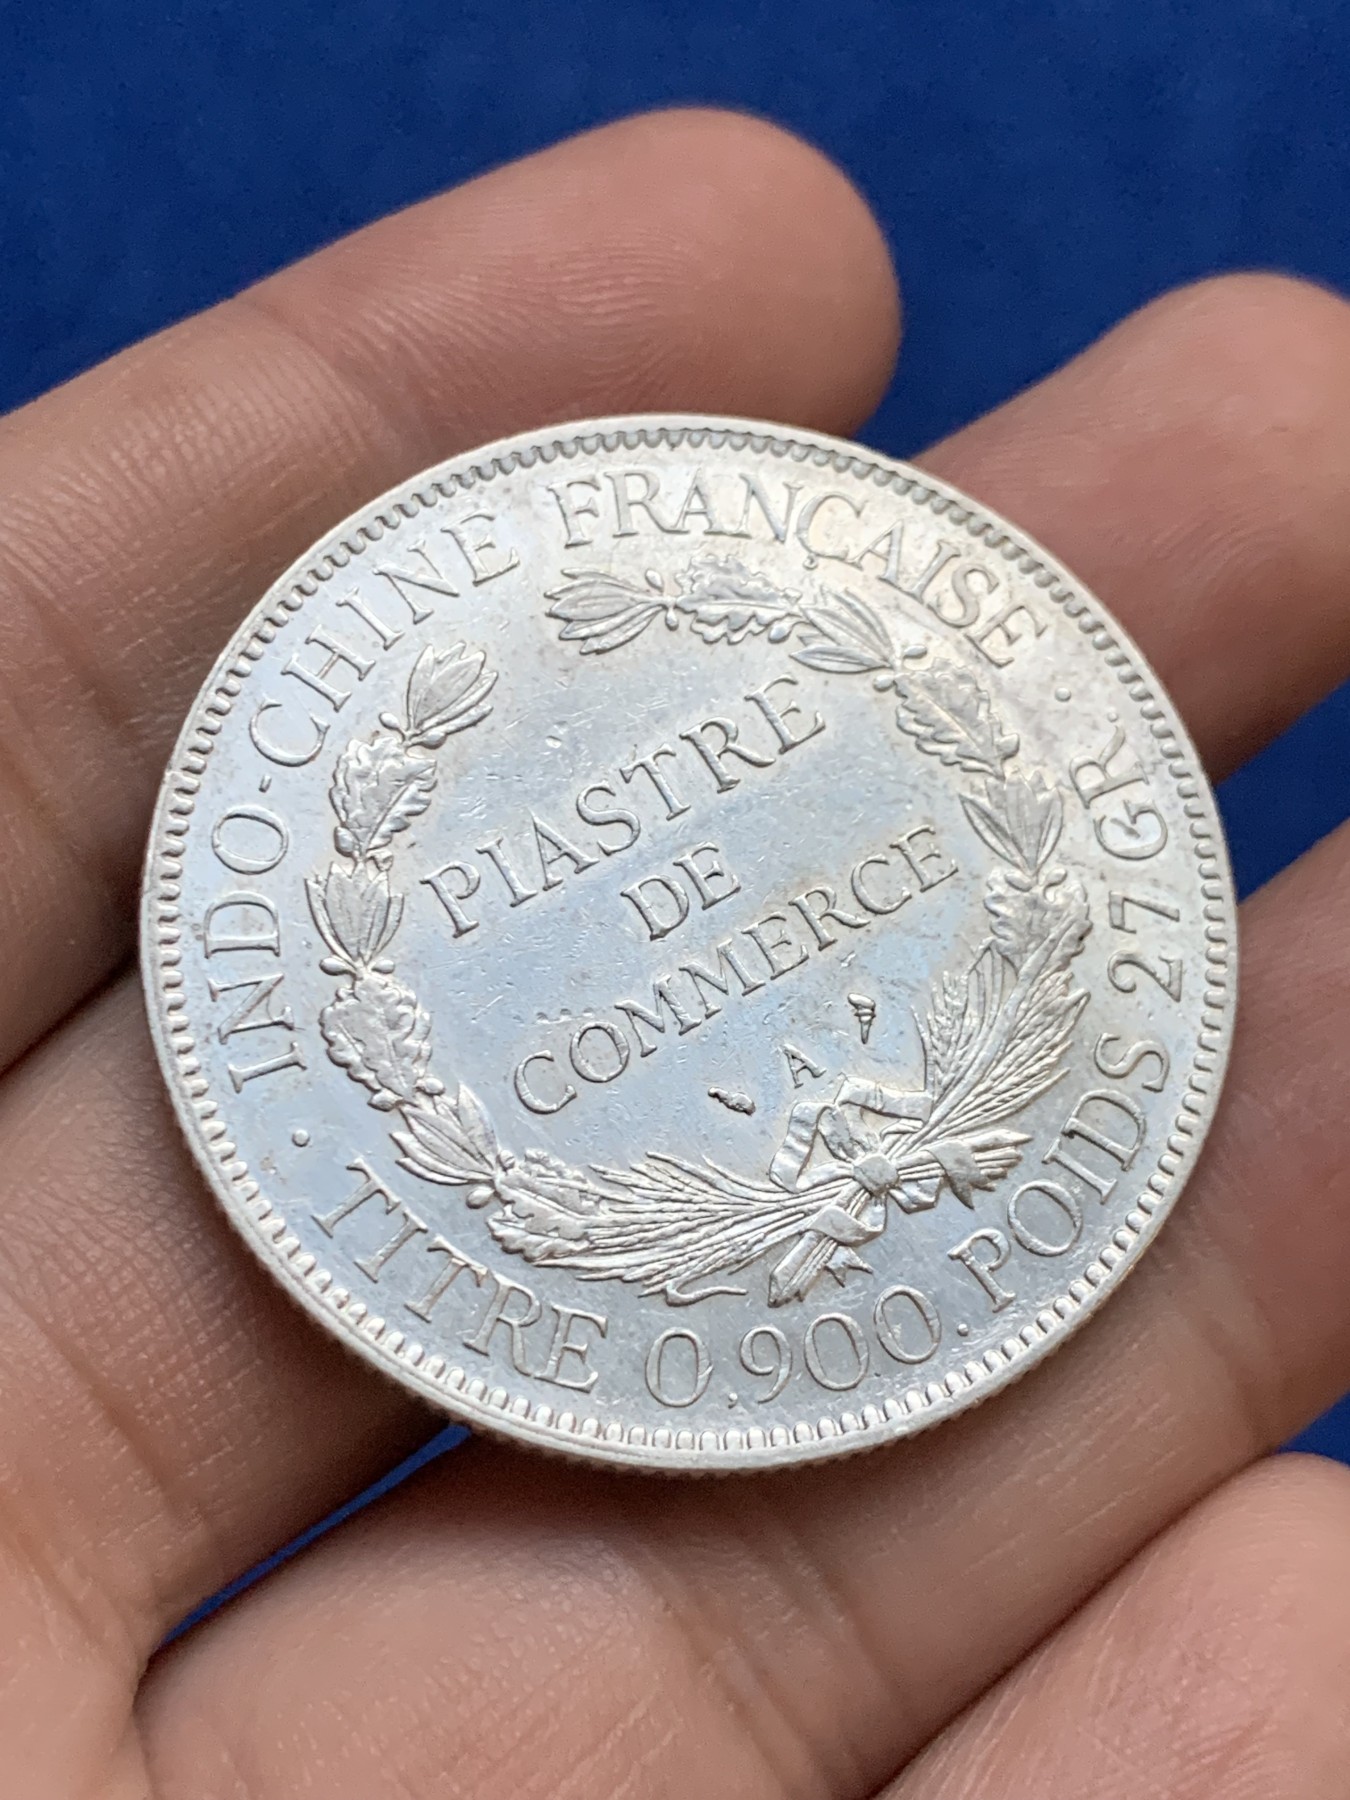 INDO-CHINE FRANÇAISE .
PIASTRE
DE
COMMERCE
A
· TITRE 0,900. POIDS 27 GR.